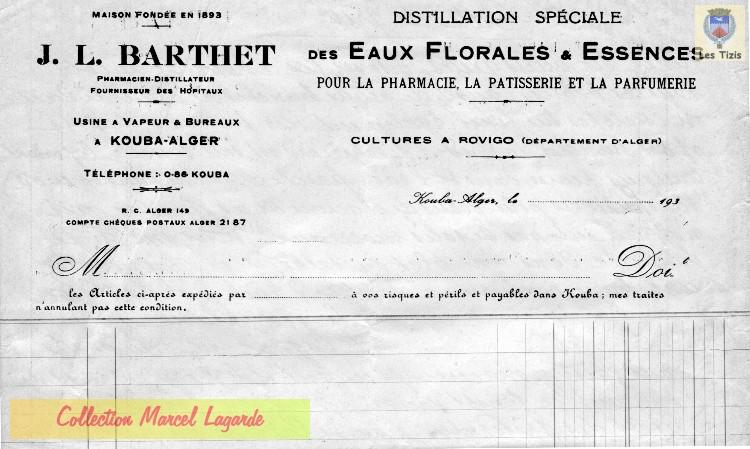 MAISON FONDÉE EN 1893
J. L. BARTHET
PHARMACIEN-DISTILLATEUR
FOURNISSEUR DES HÔPITAUX
USINE A VAPEUR & BUREAUX
A KOUBA-ALGER
TÉLÉPHONE : 0-86 KOUBA
R. C. ALGER 149
COMPTE CHÈQUES POSTAUX ALGER 2187
DISTILLATION SPÉCIALE
DES EAUX FLORALES & ESSENCES
POUR LA PHARMACIE, LA PATISSERIE ET LA PARFUMERIE
CULTURES A ROVIGO (DÉPARTEMENT D'ALGER)
Les Tizis
Kouba-Alger, le 193
M Doit
les Articles ci-après expédiés par à vos risques et périls et payables dans Kouba ; mes traites
n'annulant pas cette condition.
Collection Marcel Lagarde